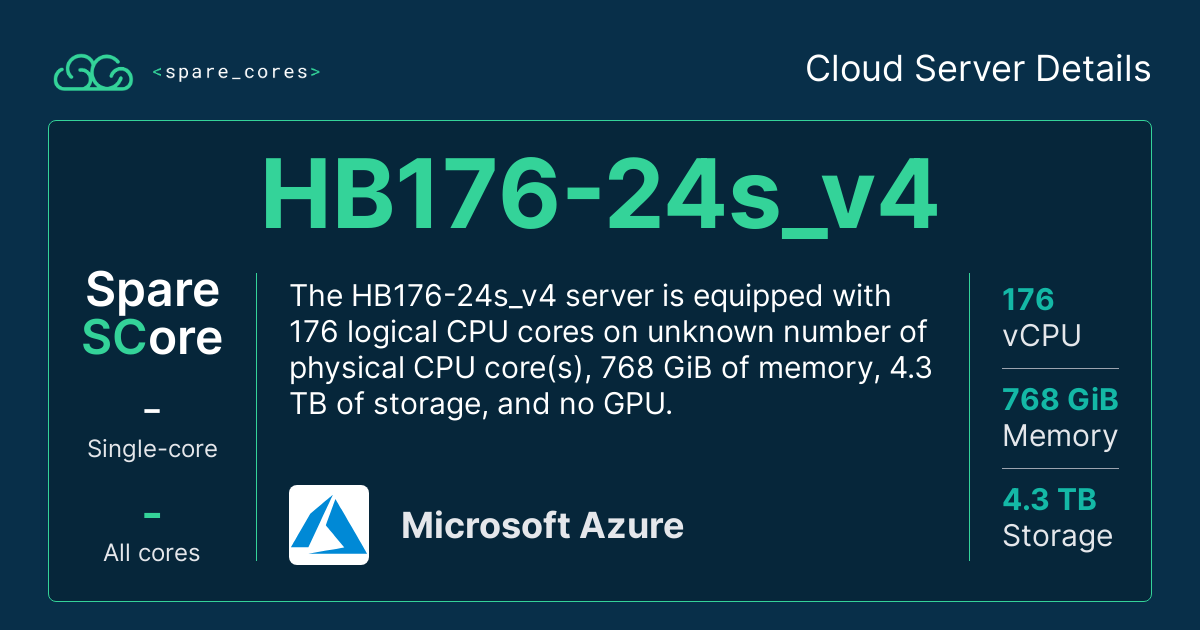 <spare_cores>
Cloud Server Details
HB176-24s_v4
Spare
SCore
–
Single-core
–
All cores
The HB176-24s_v4 server is equipped with
176 logical CPU cores on unknown number of
physical CPU core(s), 768 GiB of memory, 4.3
TB of storage, and no GPU.
Microsoft Azure
176
vCPU
768 GiB
Memory
4.3 TB
Storage